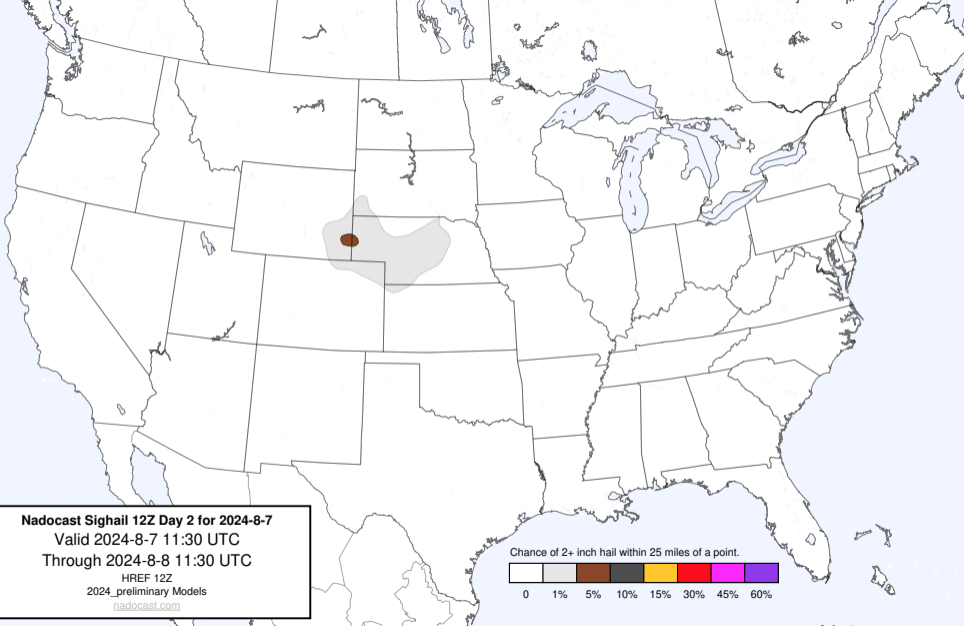 Nadocast Sighail 12Z Day 2 for 2024-8-7
Valid 2024-8-7 11:30 UTC
Through 2024-8-8 11:30 UTC
HREF 12Z
2024_preliminary Models
nadocast.com
Chance of 2+ inch hail within 25 miles of a point.
0 1% 5% 10% 15% 30% 45% 60%